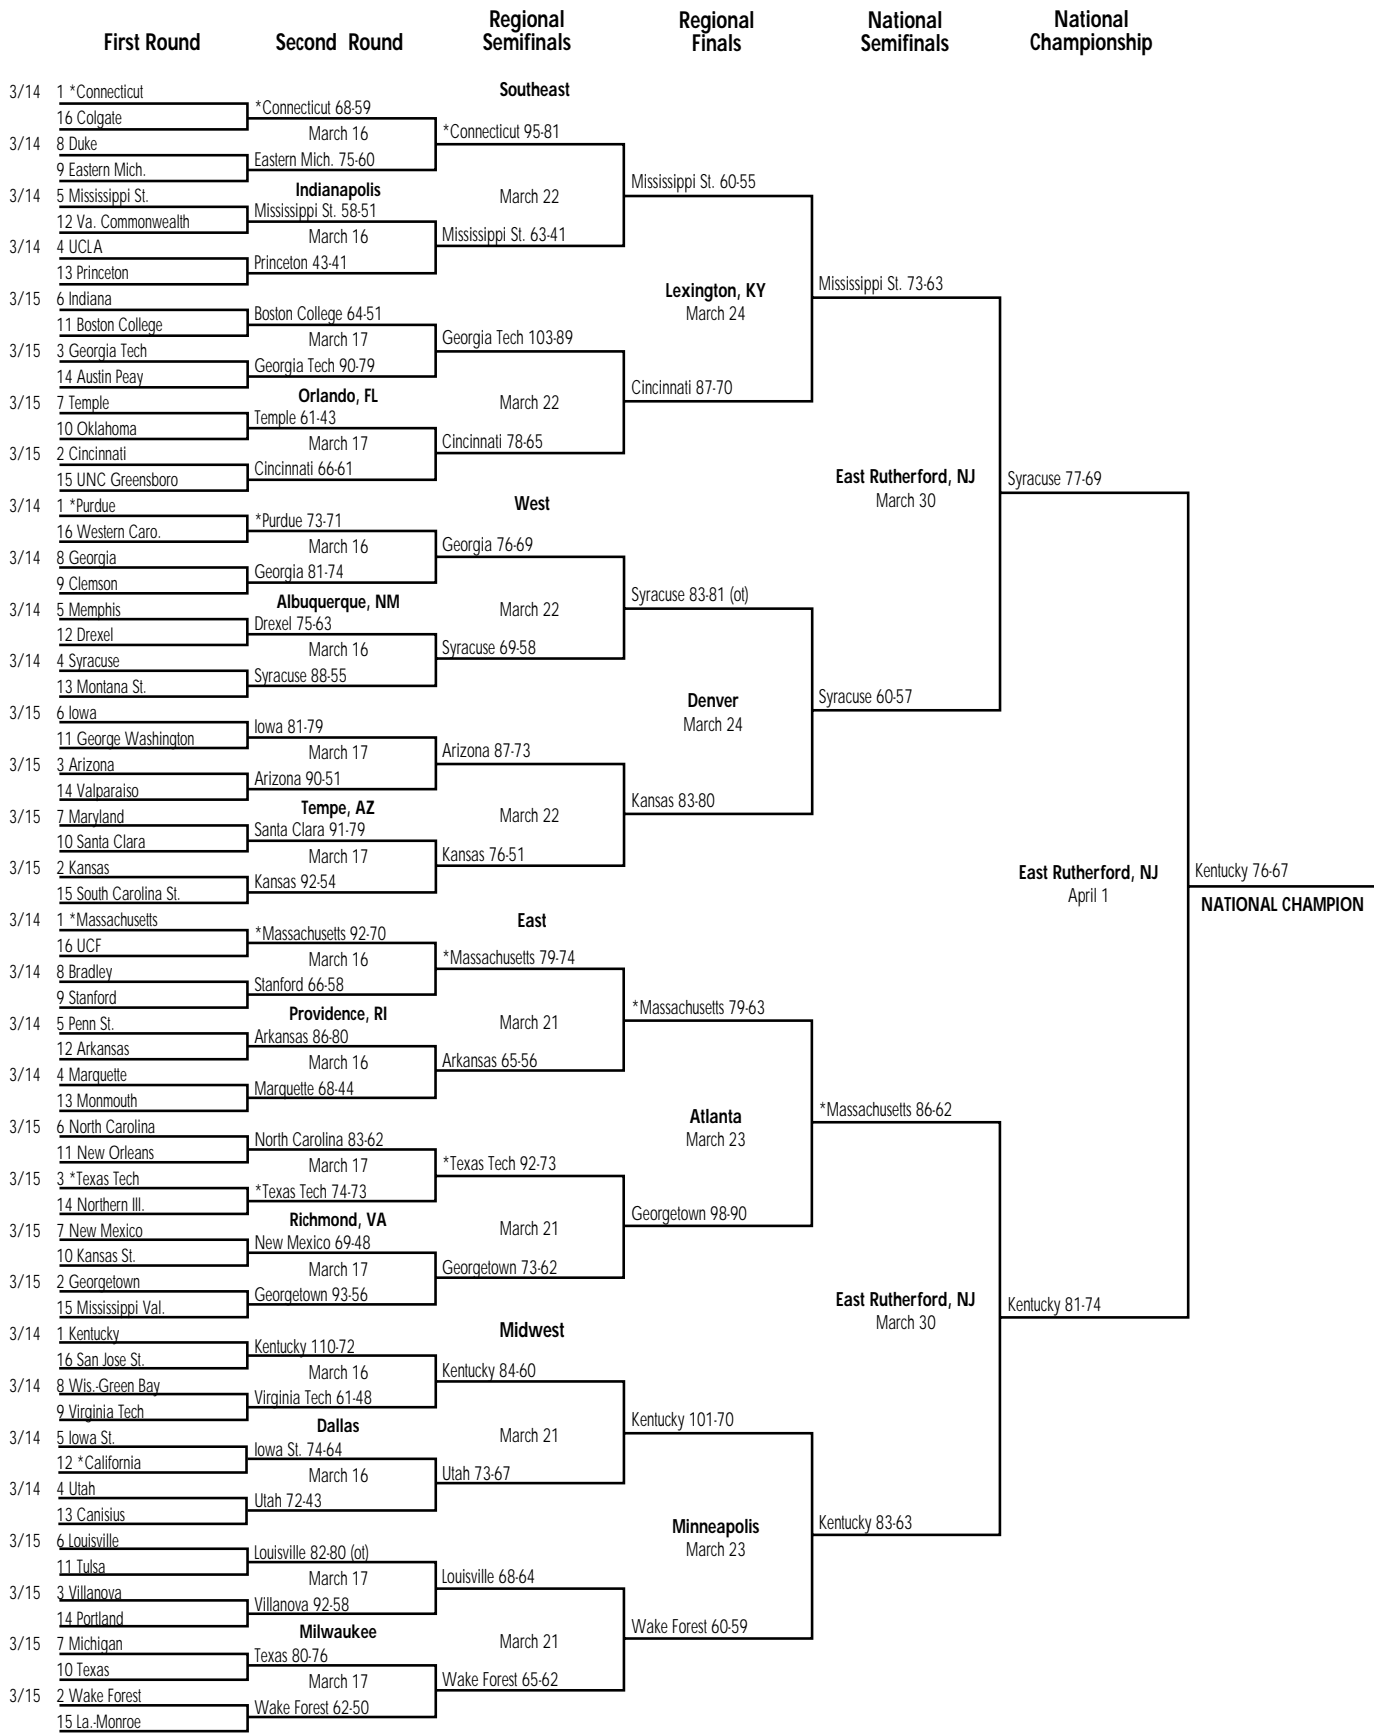 First Round
Second Round
Regional
Semifinals
Regional
Finals
National
Semifinals
National
Championship
Southeast
3/14 1 *Connecticut
16 Colgate
*Connecticut 68-59
March 16
3/14 8 Duke
9 Eastern Mich.
Eastern Mich. 75-60
*Connecticut 95-81
Indianapolis
3/14 5 Mississippi St.
12 Va. Commonwealth
Mississippi St. 58-51
March 16
3/14 4 UCLA
13 Princeton
Princeton 43-41
March 22
Mississippi St. 63-41
Mississippi St. 60-55
3/15 6 Indiana
11 Boston College
Boston College 64-51
March 17
3/15 3 Georgia Tech
14 Austin Peay
Georgia Tech 90-79
Georgia Tech 103-89
Orlando, FL
3/15 7 Temple
10 Oklahoma
Temple 61-43
March 17
3/15 2 Cincinnati
15 UNC Greensboro
Cincinnati 66-61
March 22
Cincinnati 78-65
Cincinnati 87-70
Lexington, KY
March 24
Mississippi St. 73-63
West
3/14 1 *Purdue
16 Western Caro.
*Purdue 73-71
March 16
3/14 8 Georgia
9 Clemson
Georgia 81-74
Georgia 76-69
Albuquerque, NM
3/14 5 Memphis
12 Drexel
Drexel 75-63
March 16
3/14 4 Syracuse
13 Montana St.
Syracuse 88-55
March 22
Syracuse 69-58
Syracuse 83-81 (ot)
3/15 6 Iowa
11 George Washington
Iowa 81-79
March 17
3/15 3 Arizona
14 Valparaiso
Arizona 90-51
Arizona 87-73
Tempe, AZ
3/15 7 Maryland
10 Santa Clara
Santa Clara 91-79
March 17
3/15 2 Kansas
15 South Carolina St.
Kansas 92-54
March 22
Kansas 76-51
Kansas 83-80
Denver
March 24
Syracuse 60-57
East Rutherford, NJ
March 30
Syracuse 77-69
East
3/14 1 *Massachusetts
16 UCF
*Massachusetts 92-70
March 16
3/14 8 Bradley
9 Stanford
Stanford 66-58
*Massachusetts 79-74
Providence, RI
3/14 5 Penn St.
12 Arkansas
Arkansas 86-80
March 16
3/14 4 Marquette
13 Monmouth
Marquette 68-44
March 21
Arkansas 65-56
*Massachusetts 79-63
3/15 6 North Carolina
11 New Orleans
North Carolina 83-62
March 17
3/15 3 *Texas Tech
14 Northern Ill.
*Texas Tech 74-73
*Texas Tech 92-73
Richmond, VA
3/15 7 New Mexico
10 Kansas St.
New Mexico 69-48
March 17
3/15 2 Georgetown
15 Mississippi Val.
Georgetown 93-56
March 21
Georgetown 73-62
Georgetown 98-90
Atlanta
March 23
*Massachusetts 86-62
Midwest
3/14 1 Kentucky
16 San Jose St.
Kentucky 110-72
March 16
3/14 8 Wis.-Green Bay
9 Virginia Tech
Virginia Tech 61-48
Kentucky 84-60
Dallas
3/14 5 Iowa St.
12 *California
Iowa St. 74-64
March 16
3/14 4 Utah
13 Canisius
Utah 72-43
March 21
Utah 73-67
Kentucky 101-70
3/15 6 Louisville
11 Tulsa
Louisville 82-80 (ot)
March 17
3/15 3 Villanova
14 Portland
Villanova 92-58
Louisville 68-64
Milwaukee
3/15 7 Michigan
10 Texas
Texas 80-76
March 17
3/15 2 Wake Forest
15 La.-Monroe
Wake Forest 62-50
March 21
Wake Forest 65-62
Wake Forest 60-59
Minneapolis
March 23
Kentucky 83-63
East Rutherford, NJ
March 30
Kentucky 81-74
East Rutherford, NJ
April 1
Kentucky 76-67
NATIONAL CHAMPION